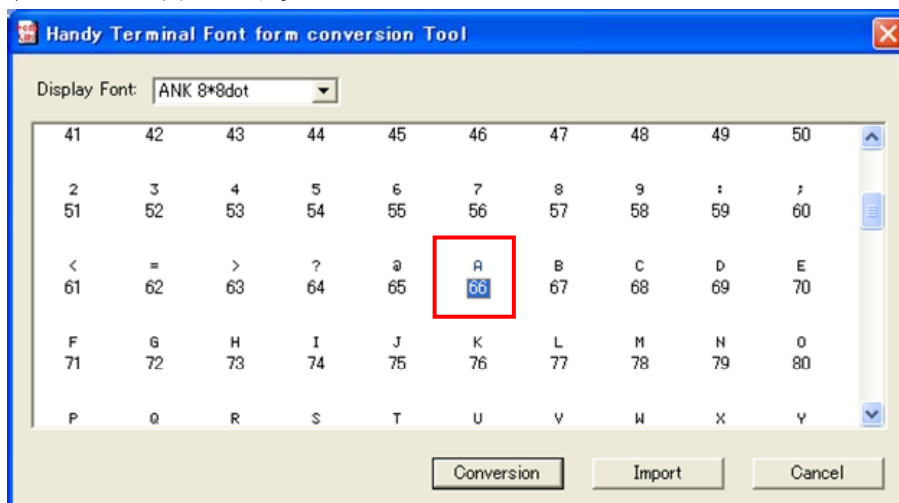 Handy Terminal Font form conversion Tool
Display Font: ANK 8*8dot
41 42 43 44 45 46 47 48 49 50
2 3 4 5 6 7 8 9 : ;
51 52 53 54 55 56 57 58 59 60
< = > ? @ A B C D E
61 62 63 64 65 66 67 68 69 70
F G H I J K L M N O
71 72 73 74 75 76 77 78 79 80
P Q R S T U V W X Y
Conversion Import Cancel